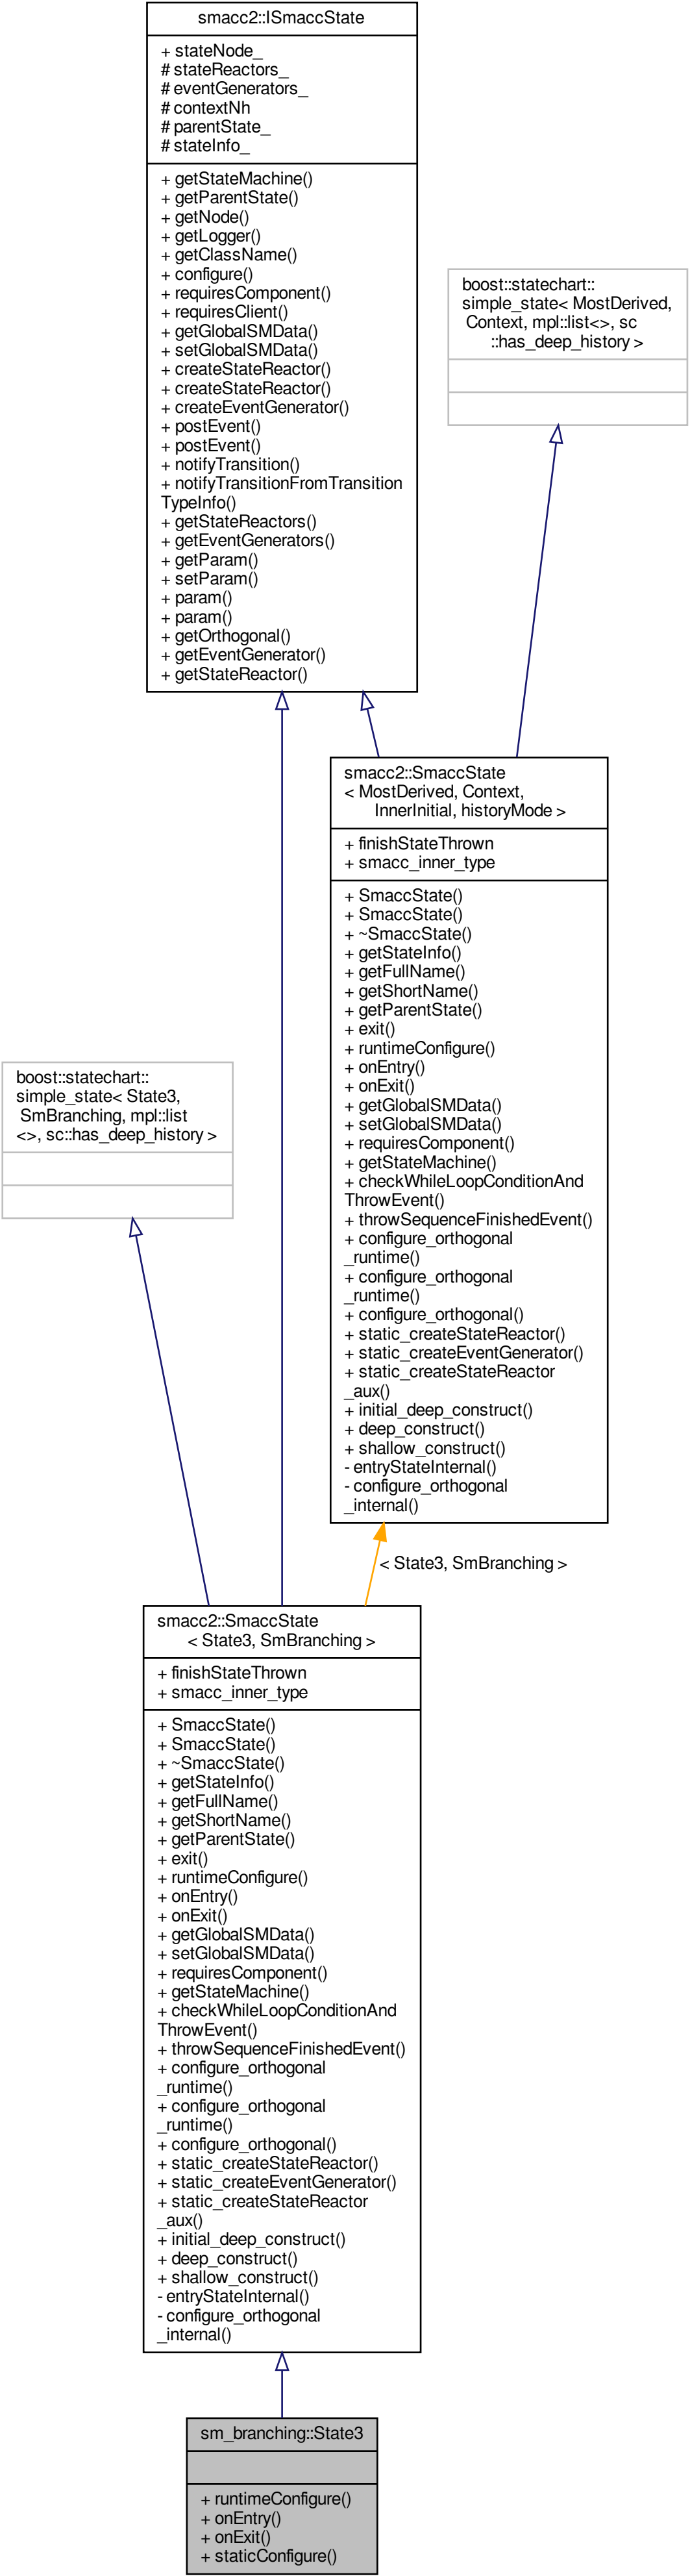 smacc2::ISmaccState
+ stateNode_
# stateReactors_
# eventGenerators_
# contextNh
# parentState_
# stateInfo_
+ getStateMachine()
+ getParentState()
+ getNode()
+ getLogger()
+ getClassName()
+ configure()
+ requiresComponent()
+ requiresClient()
+ getGlobalSMData()
+ setGlobalSMData()
+ createStateReactor()
+ createStateReactor()
+ createEventGenerator()
+ postEvent()
+ postEvent()
+ notifyTransition()
+ notifyTransitionFromTransition
TypeInfo()
+ getStateReactors()
+ getEventGenerators()
+ getParam()
+ setParam()
+ param()
+ param()
+ getOrthogonal()
+ getEventGenerator()
+ getStateReactor()
boost::statechart::
simple_state< MostDerived,
Context, mpl::list<>, sc
::has_deep_history >
smacc2::SmaccState
< MostDerived, Context,
InnerInitial, historyMode >
+ finishStateThrown
+ smacc_inner_type
+ SmaccState()
+ SmaccState()
+ ~SmaccState()
+ getStateInfo()
+ getFullName()
+ getShortName()
+ getParentState()
+ exit()
+ runtimeConfigure()
+ onEntry()
+ onExit()
+ getGlobalSMData()
+ setGlobalSMData()
+ requiresComponent()
+ getStateMachine()
+ checkWhileLoopConditionAnd
ThrowEvent()
+ throwSequenceFinishedEvent()
+ configure_orthogonal
_runtime()
+ configure_orthogonal
_runtime()
+ configure_orthogonal()
+ static_createStateReactor()
+ static_createEventGenerator()
+ static_createStateReactor
_aux()
+ initial_deep_construct()
+ deep_construct()
+ shallow_construct()
- entryStateInternal()
- configure_orthogonal
_internal()
boost::statechart::
simple_state< State3,
SmBranching, mpl::list
<>, sc::has_deep_history >
< State3, SmBranching >
smacc2::SmaccState
< State3, SmBranching >
+ finishStateThrown
+ smacc_inner_type
+ SmaccState()
+ SmaccState()
+ ~SmaccState()
+ getStateInfo()
+ getFullName()
+ getShortName()
+ getParentState()
+ exit()
+ runtimeConfigure()
+ onEntry()
+ onExit()
+ getGlobalSMData()
+ setGlobalSMData()
+ requiresComponent()
+ getStateMachine()
+ checkWhileLoopConditionAnd
ThrowEvent()
+ throwSequenceFinishedEvent()
+ configure_orthogonal
_runtime()
+ configure_orthogonal
_runtime()
+ configure_orthogonal()
+ static_createStateReactor()
+ static_createEventGenerator()
+ static_createStateReactor
_aux()
+ initial_deep_construct()
+ deep_construct()
+ shallow_construct()
- entryStateInternal()
- configure_orthogonal
_internal()
sm_branching::State3
+ runtimeConfigure()
+ onEntry()
+ onExit()
+ staticConfigure()